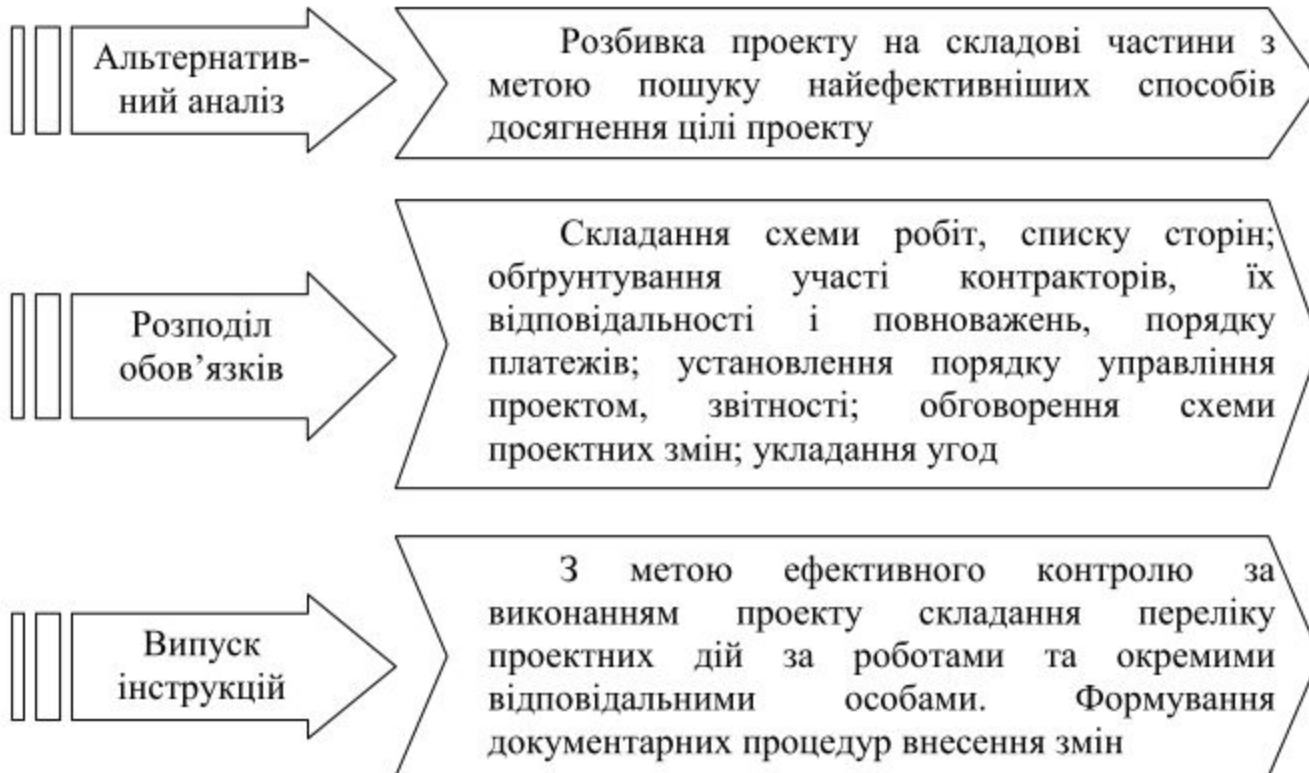 Альтернатив-
ний аналіз
Розбивка проекту на складові частини з
метою пошуку найефективніших способів
досягнення цілі проекту
Розподіл
обов’язків
Складання схеми робіт, списку сторін;
обґрунтування участі контракторів, їх
відповідальності і повноважень, порядку
платежів; установлення порядку управління
проектом, звітності; обговорення схеми
проектних змін; укладання угод
Випуск
інструкцій
З метою ефективного контролю за
виконанням проекту складання переліку
проектних дій за роботами та окремими
відповідальними особами. Формування
документарних процедур внесення змін